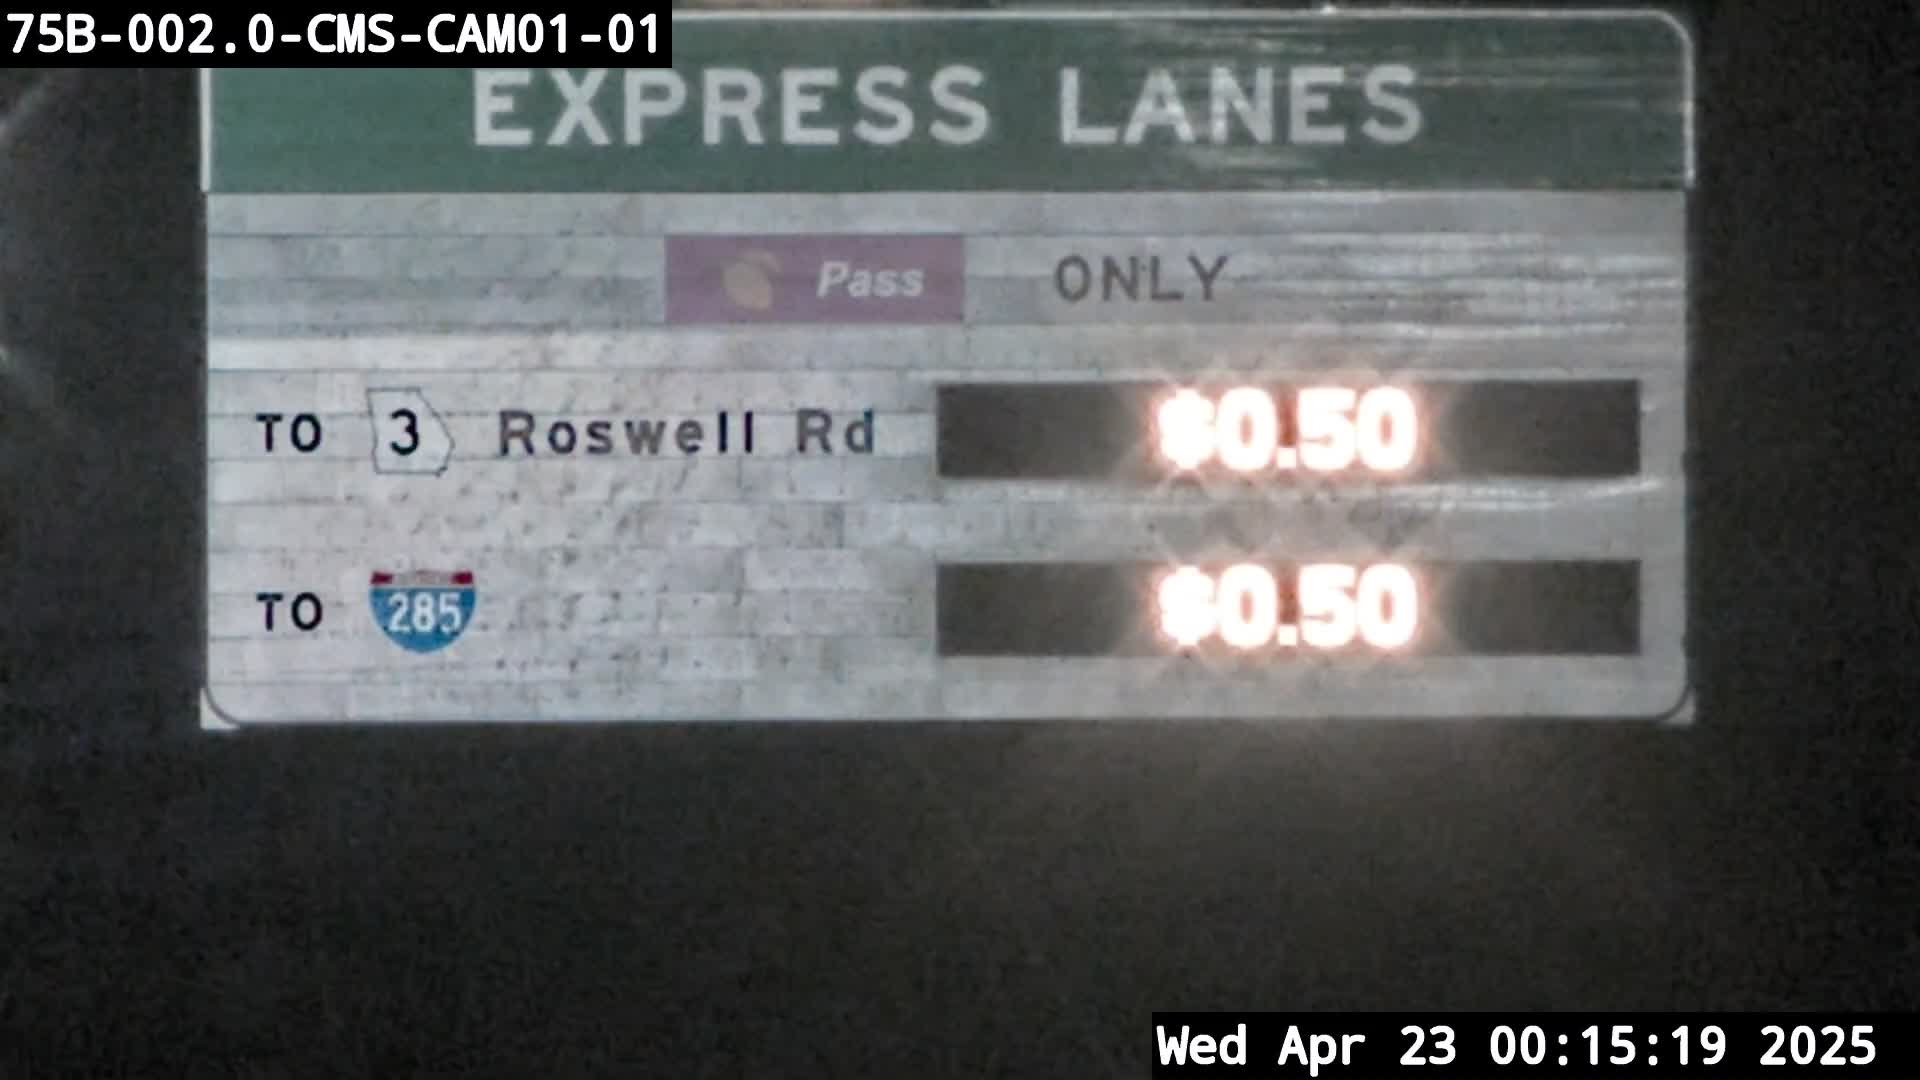 75B-002.0-CMS-CAM01-01
EXPRESS LANES
Pass ONLY
TO 3 Roswell Rd $0.50
TO 285 $0.50
Wed Apr 23 00:15:19 2025